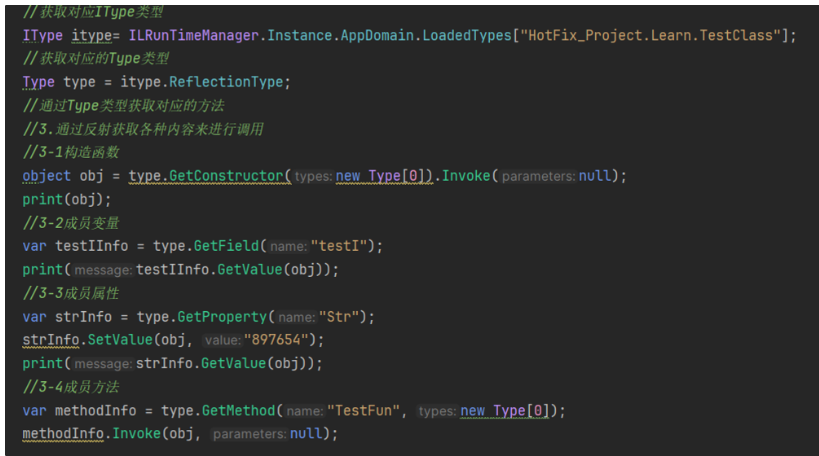 //获取对应IType类型
IType itype= ILRunTimeManager.Instance.AppDomain.LoadedTypes["HotFix_Project.Learn.TestClass"];
//获取对应的Type类型
Type type = itype.ReflectionType;
//通过Type类型获取对应的方法
//3.通过反射获取各种内容来进行调用
//3-1构造函数
object obj = type.GetConstructor( types: new Type[0]).Invoke( parameters: null);
print(obj);
//3-2成员变量
var testIInfo = type.GetField( name: "testI");
print( message: testIInfo.GetValue(obj));
//3-3成员属性
var strInfo = type.GetProperty( name: "Str");
strInfo.SetValue(obj, value: "897654");
print( message: strInfo.GetValue(obj));
//3-4成员方法
var methodInfo = type.GetMethod( name: "TestFun", types: new Type[0]);
methodInfo.Invoke(obj, parameters: null);